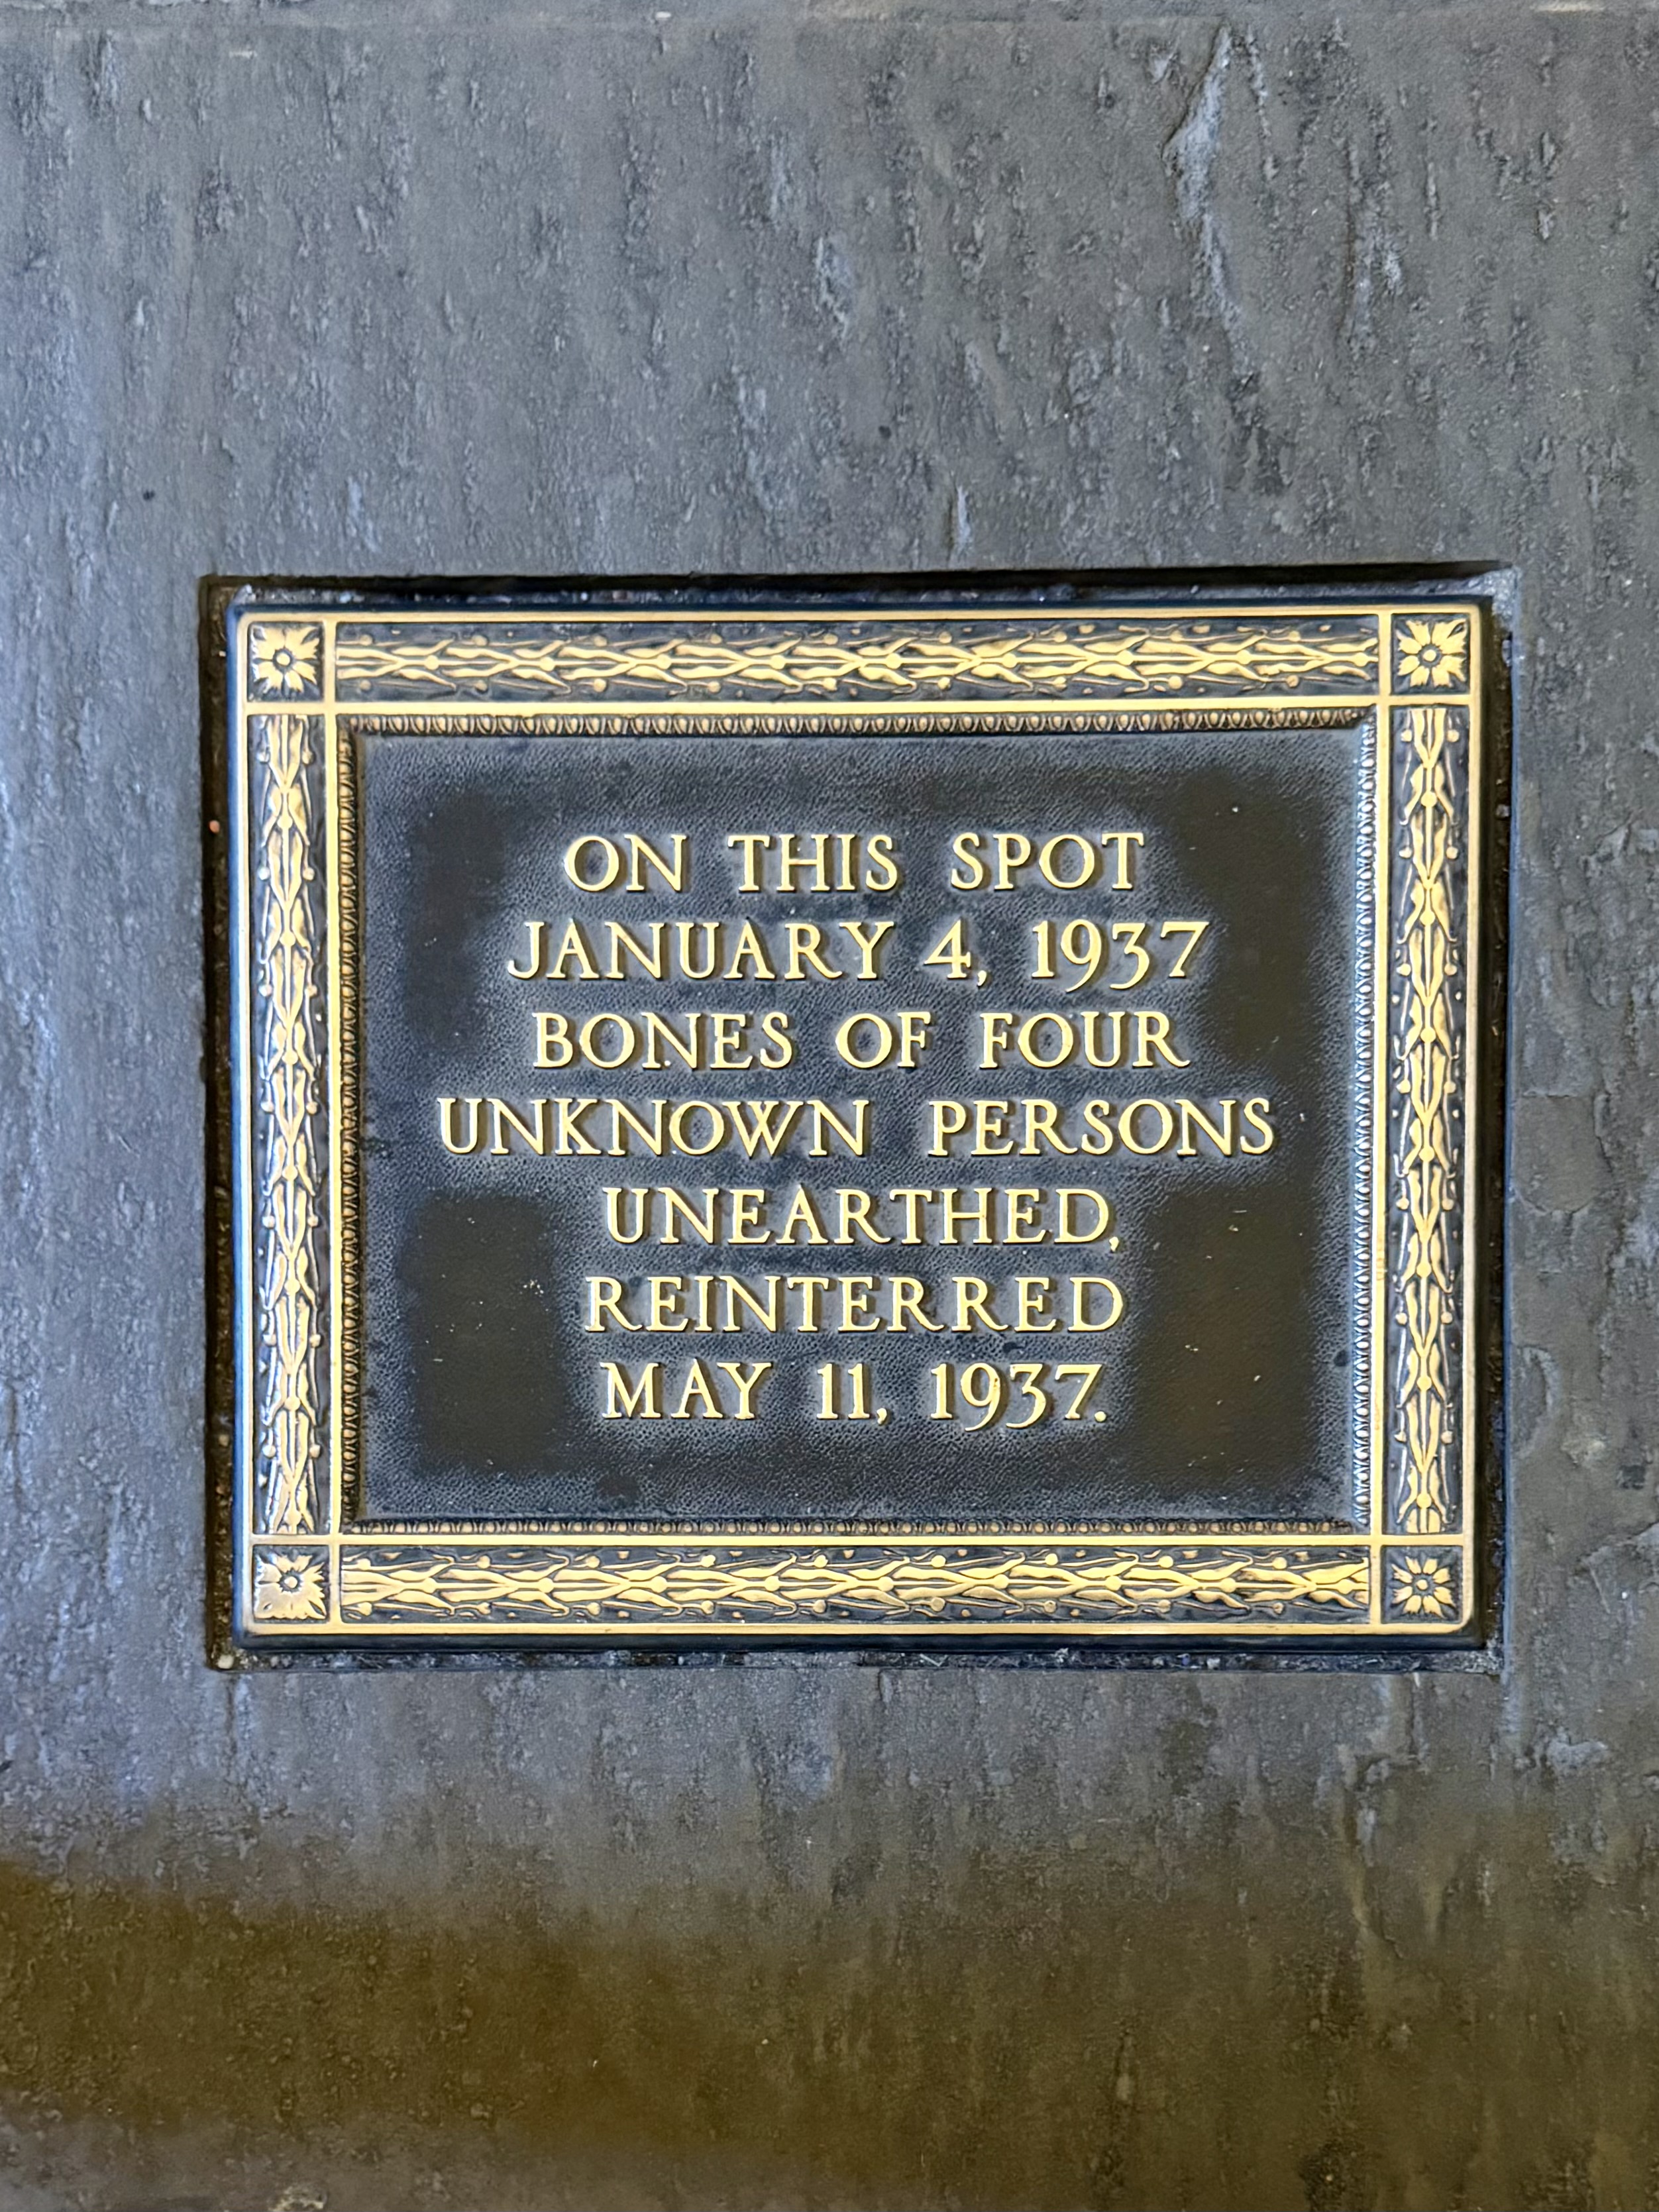 ON THIS SPOT
JANUARY 4, 1937
BONES OF FOUR
UNKNOWN PERSONS
UNEARTHED,
REINTERRED
MAY 11, 1937.